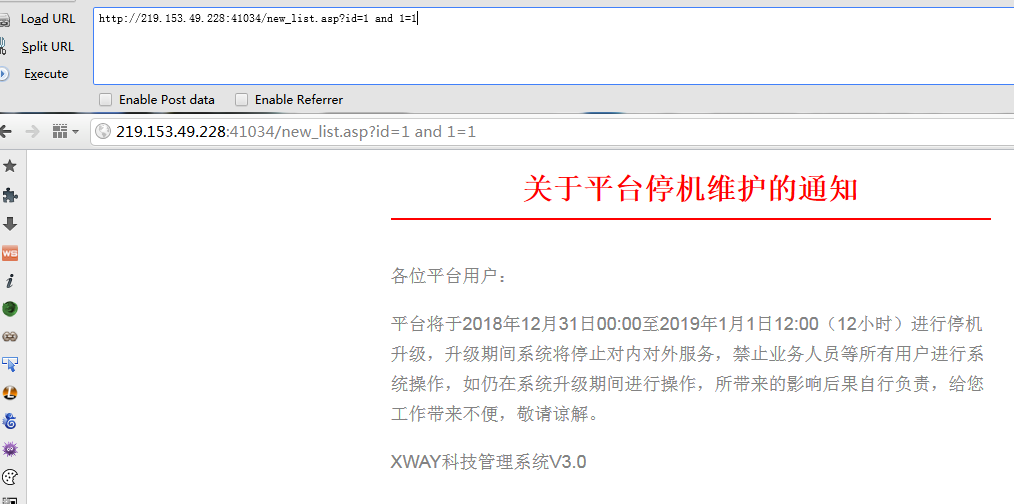 Load URL
http://219.153.49.228:41034/new_list.asp?id=1 and 1=1
Split URL
Execute
Enable Post data
Enable Referrer
219.153.49.228:41034/new_list.asp?id=1 and 1=1
关于平台停机维护的通知
各位平台用户：
平台将于2018年12月31日00:00至2019年1月1日12:00（12小时）进行停机
升级，升级期间系统将停止对内对外服务，禁止业务人员等所有用户进行系
统操作，如仍在系统升级期间进行操作，所带来的影响后果自行负责，给您
工作带来不便，敬请谅解。
XWAY科技管理系统V3.0